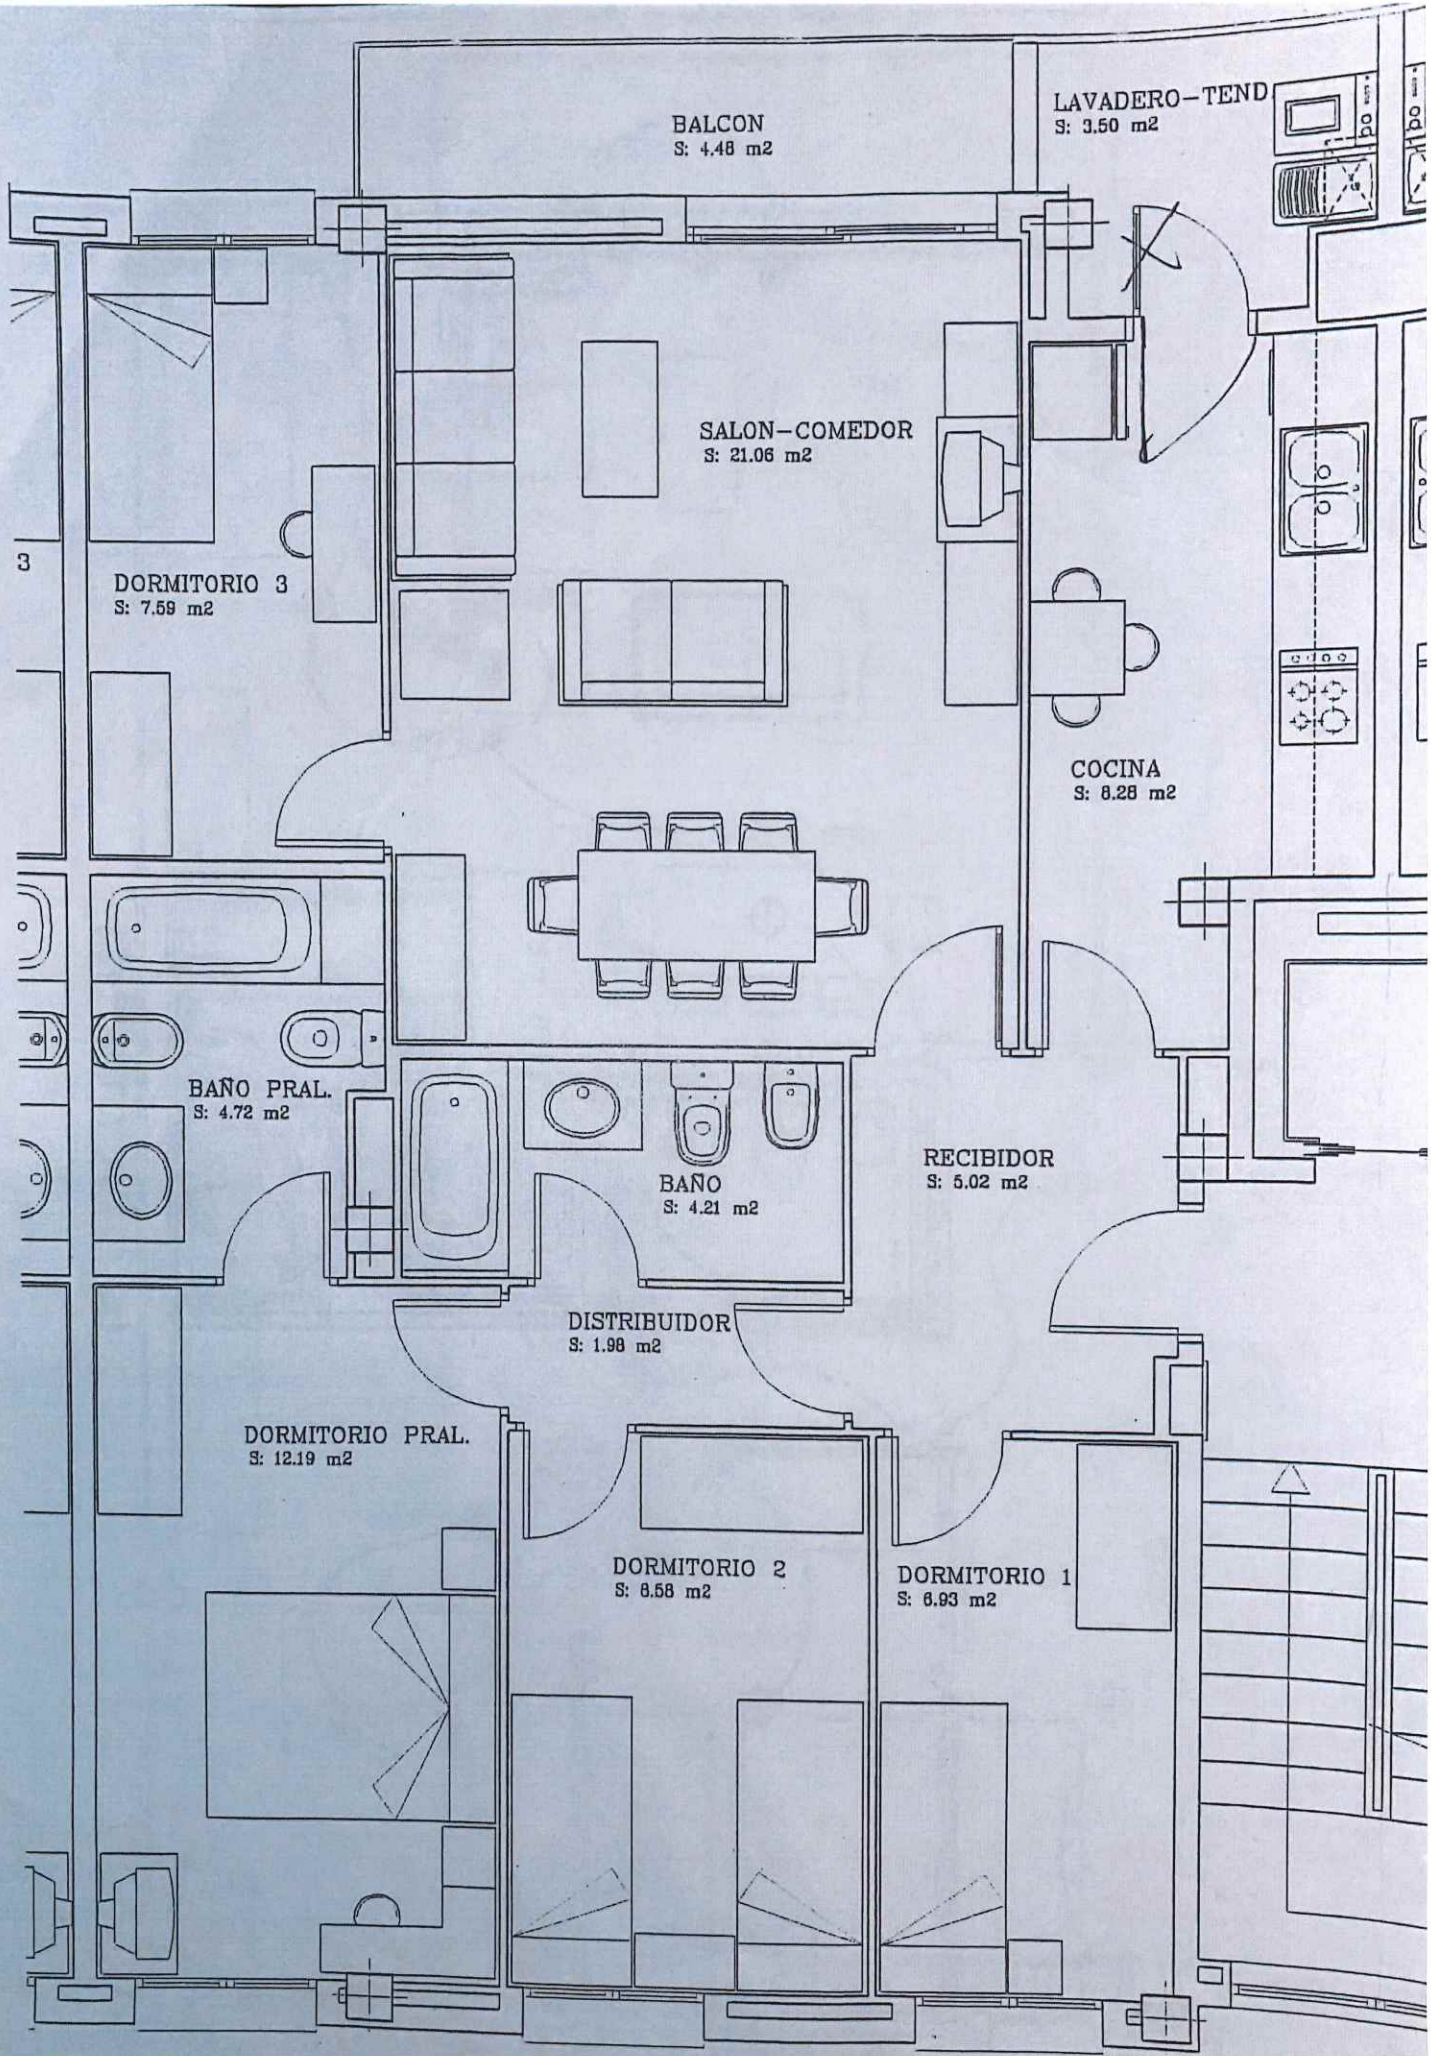 BALCON
S: 4.48 m2
LAVADERO-TEND
S: 3.50 m2
SALON-COMEDOR
S: 21.06 m2
3
DORMITORIO 3
S: 7.59 m2
COCINA
S: 8.28 m2
BAÑO PRAL.
S: 4.72 m2
BAÑO
S: 4.21 m2
RECIBIDOR
S: 5.02 m2
DISTRIBUIDOR
S: 1.98 m2
DORMITORIO PRAL.
S: 12.19 m2
DORMITORIO 2
S: 8.58 m2
DORMITORIO 1
S: 6.93 m2